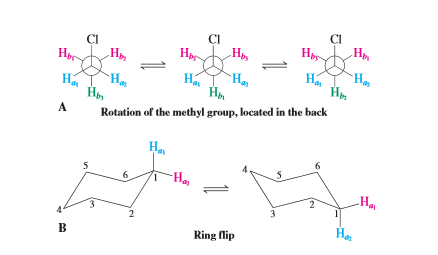 Cl Cl Cl
Hb₁ Hb₂ Hb₂ Hb₃ Hb₃ Hb₁
Ha₁ Ha₂ Ha₁ Ha₂ Ha₁ Ha₂
Hb₃ Hb₁ Hb₂
A Rotation of the methyl group, located in the back
Ha₁
5 6 1 Ha₂ 4 5 6
4 3 2 3 2 1 Ha₁
Ha₂
B Ring flip